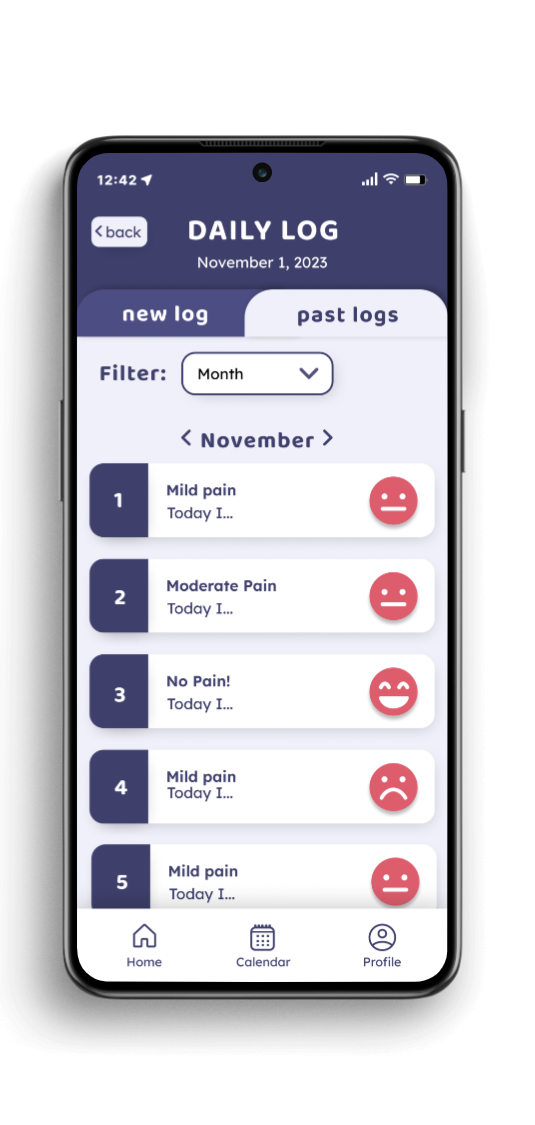 12:42
back
DAILY LOG
November 1, 2023
new log
past logs
Filter:
Month
November
1
Mild pain
Today I...
2
Moderate Pain
Today I...
3
No Pain!
Today I...
4
Mild pain
Today I...
5
Mild pain
Today I...
Home
Calendar
Profile